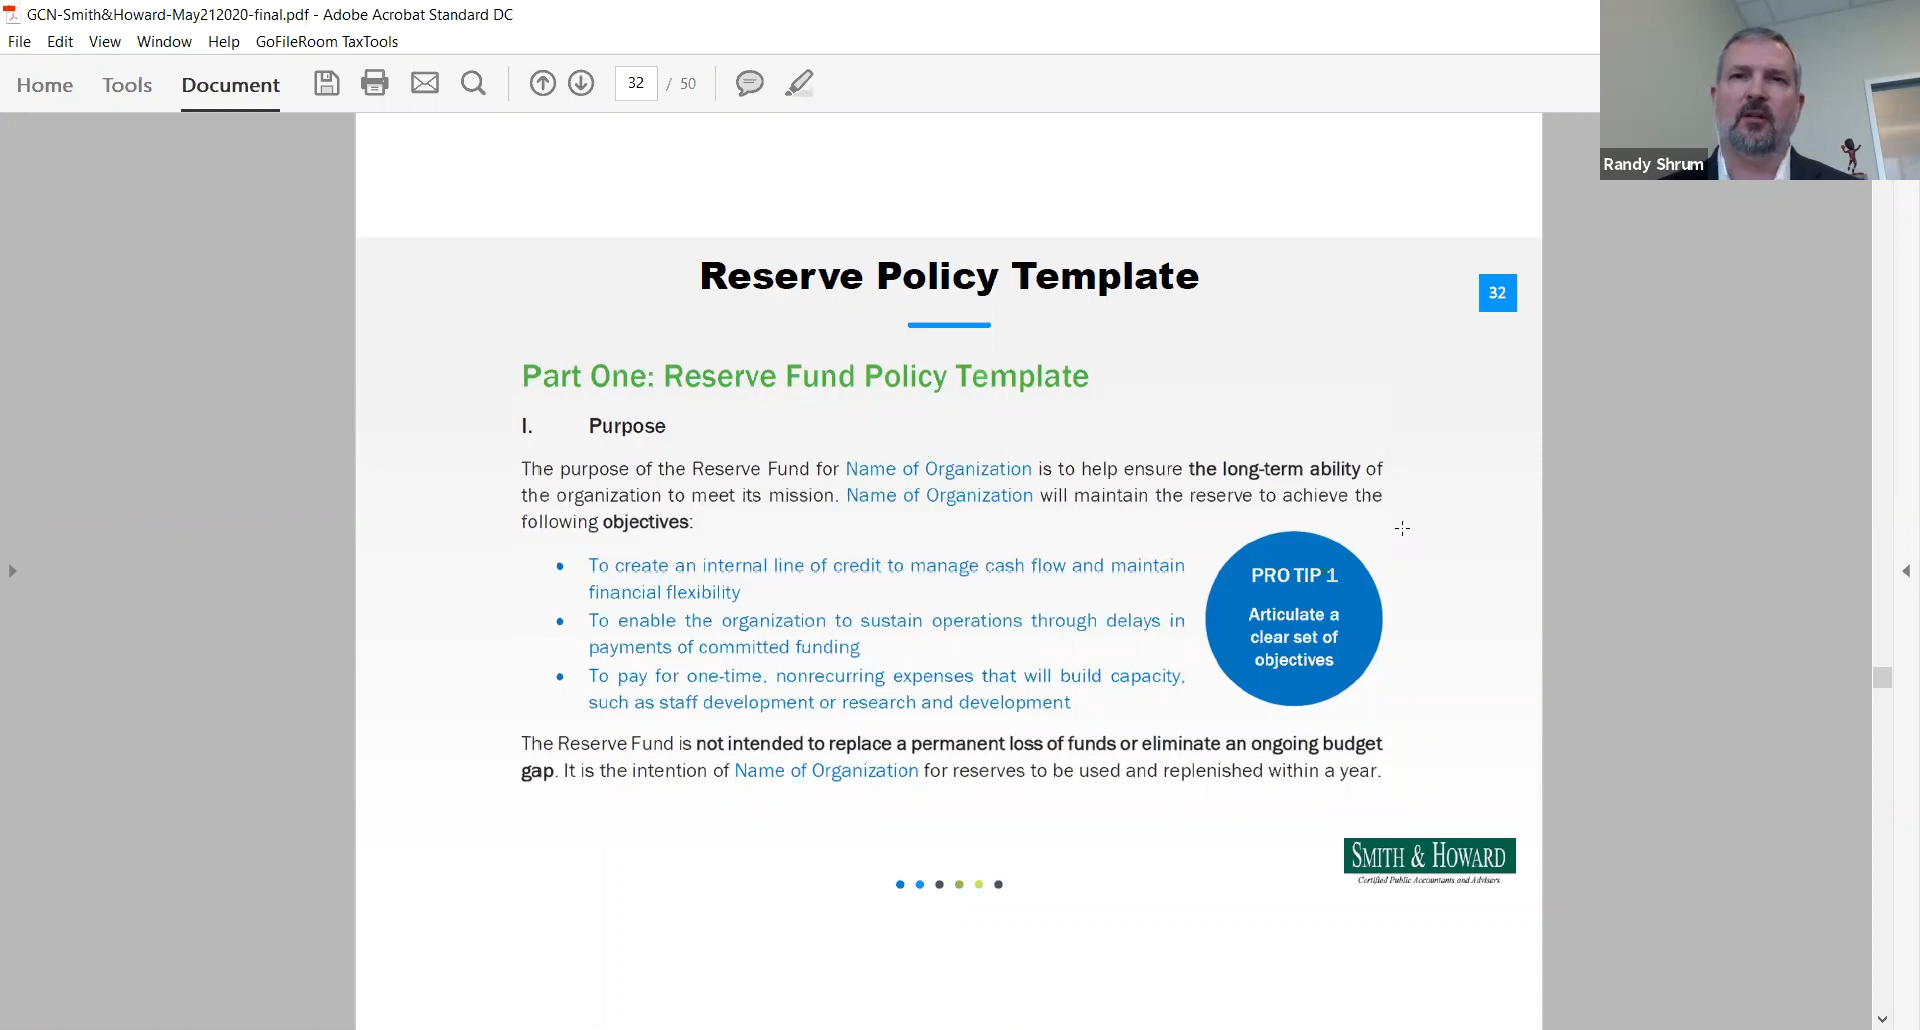 GCN-Smith&Howard-May212020-final.pdf - Adobe Acrobat Standard DC
File Edit View Window Help GoFileRoom TaxTools
Home Tools Document 32 / 50
Randy Shrum
Reserve Policy Template
32
Part One: Reserve Fund Policy Template
I. Purpose
The purpose of the Reserve Fund for Name of Organization is to help ensure the long-term ability of
the organization to meet its mission. Name of Organization will maintain the reserve to achieve the
following objectives:
• To create an internal line of credit to manage cash flow and maintain
financial flexibility
• To enable the organization to sustain operations through delays in
payments of committed funding
• To pay for one-time, nonrecurring expenses that will build capacity,
such as staff development or research and development
PRO TIP 1
Articulate a
clear set of
objectives
The Reserve Fund is not intended to replace a permanent loss of funds or eliminate an ongoing budget
gap. It is the intention of Name of Organization for reserves to be used and replenished within a year.
SMITH & HOWARD
Certified Public Accountants and Advisers